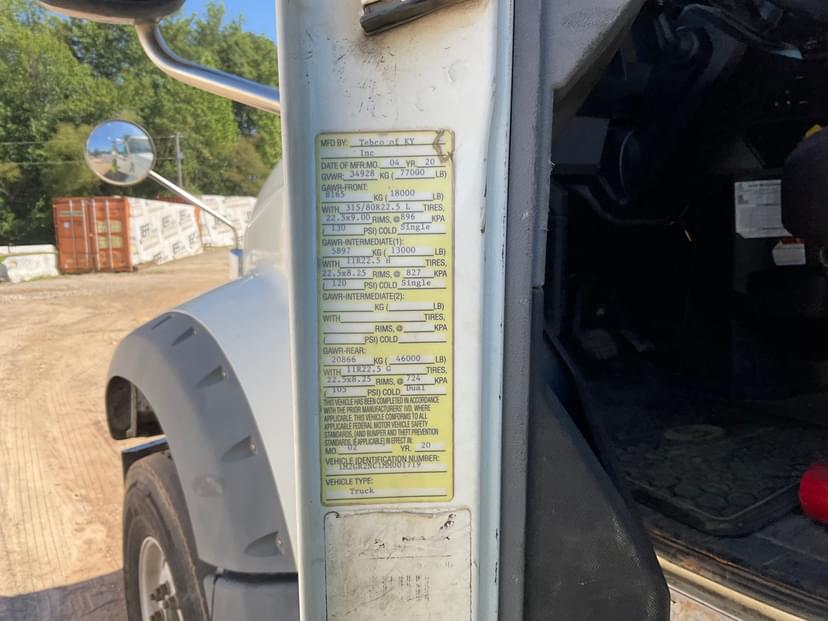 MFD BY: Tebco of KY
Inc
DATE OF MFR: MO. 04 YR. 20
GVWR: 34928 KG ( 77000 LB)
GAWR-FRONT:
8165 KG ( 18000 LB)
WITH 315/80R22.5 L TIRES,
22.5x9.00 RIMS, @ 896 KPA
( 130 PSI) COLD Single
GAWR-INTERMEDIATE(1):
5897 KG ( 13000 LB)
WITH 11R22.5 H TIRES,
22.5x8.25 RIMS, @ 827 KPA
( 120 PSI) COLD Single
GAWR-INTERMEDIATE(2):
KG ( LB)
WITH TIRES,
RIMS, @ KPA
( PSI) COLD
GAWR-REAR:
20866 KG ( 46000 LB)
WITH 11R22.5 G TIRES,
22.5x8.25 RIMS, @ 724 KPA
( 105 PSI) COLD Dual
THIS VEHICLE HAS BEEN COMPLETED IN ACCORDANCE
WITH THE PRIOR MANUFACTURERS' IVD, WHERE
APPLICABLE. THIS VEHICLE CONFORMS TO ALL
APPLICABLE FEDERAL MOTOR VEHICLE SAFETY
STANDARDS, (AND BUMPER AND THEFT PREVENTION
STANDARDS, IF APPLICABLE) IN EFFECT IN:
MO. 02 YR. 20
VEHICLE IDENTIFICATION NUMBER:
1M2GR2NC1MM001719
VEHICLE TYPE:
Truck